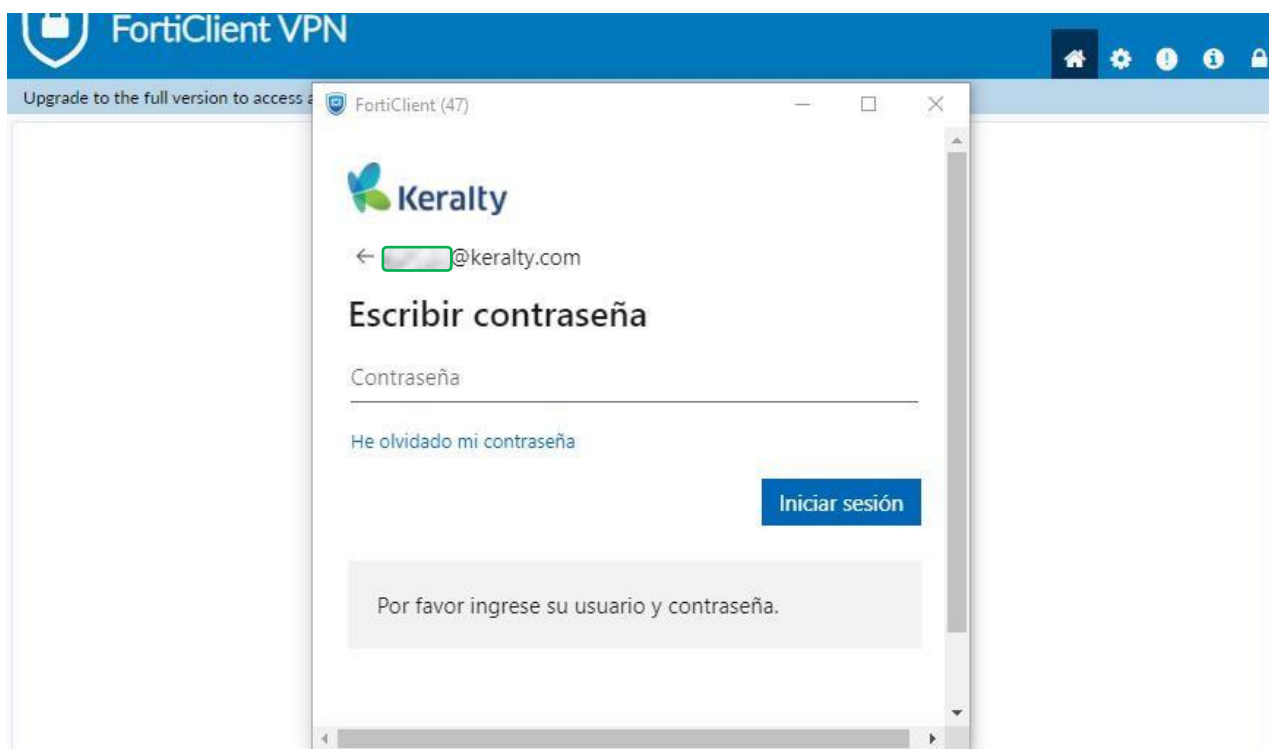 FortiClient VPN
Upgrade to the full version to access
FortiClient (47)
Keralty
@keralty.com
Escribir contraseña
Contraseña
He olvidado mi contraseña
Iniciar sesión
Por favor ingrese su usuario y contraseña.